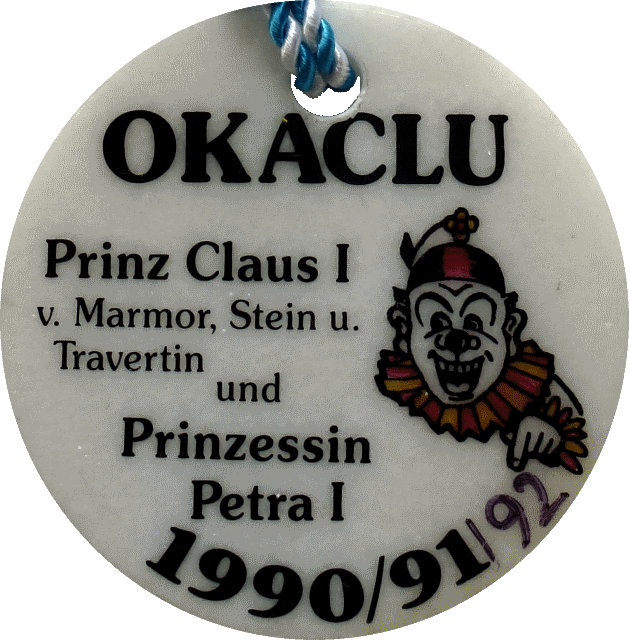 OKACLU
Prinz Claus I
v. Marmor, Stein u.
Travertin
und
Prinzessin
Petra I
1990/91/92